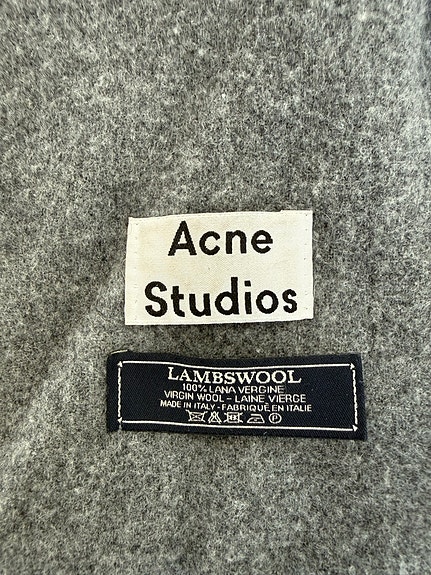 Acne
Studios
LAMBSWOOL
100% LANA VERGINE
VIRGIN WOOL – LAINE VIERGE
MADE IN ITALY - FABRIQUÉ EN ITALIE
P